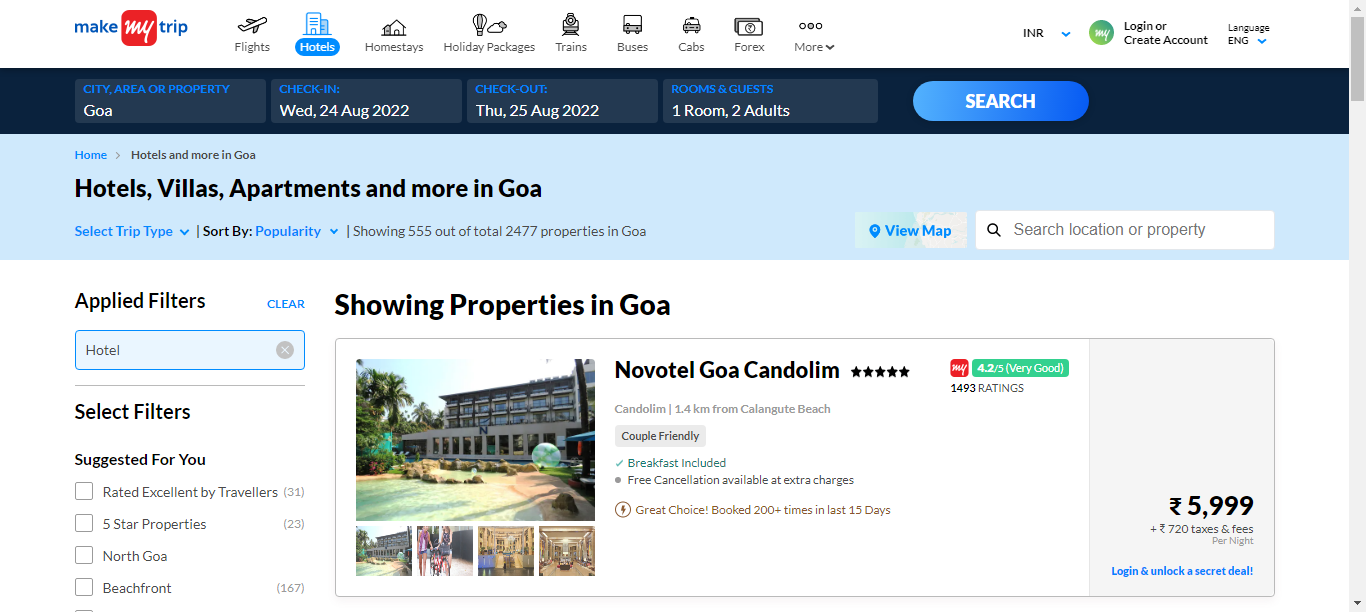 make my trip
Flights
Hotels
Homestays
Holiday Packages
Trains
Buses
Cabs
Forex
More
INR
my
Login or
Create Account
Language
ENG
CITY, AREA OR PROPERTY
Goa
CHECK-IN:
Wed, 24 Aug 2022
CHECK-OUT:
Thu, 25 Aug 2022
ROOMS & GUESTS
1 Room, 2 Adults
SEARCH
Home > Hotels and more in Goa
Hotels, Villas, Apartments and more in Goa
Select Trip Type | Sort By: Popularity | Showing 555 out of total 2477 properties in Goa
View Map
Search location or property
Applied Filters
CLEAR
Hotel
Select Filters
Suggested For You
Rated Excellent by Travellers (31)
5 Star Properties (23)
North Goa
Beachfront (167)
Showing Properties in Goa
Novotel Goa Candolim
my 4.2/5 (Very Good)
1493 RATINGS
Candolim | 1.4 km from Calangute Beach
Couple Friendly
Breakfast Included
Free Cancellation available at extra charges
Great Choice! Booked 200+ times in last 15 Days
₹ 5,999
+ ₹ 720 taxes & fees
Per Night
Login & unlock a secret deal!